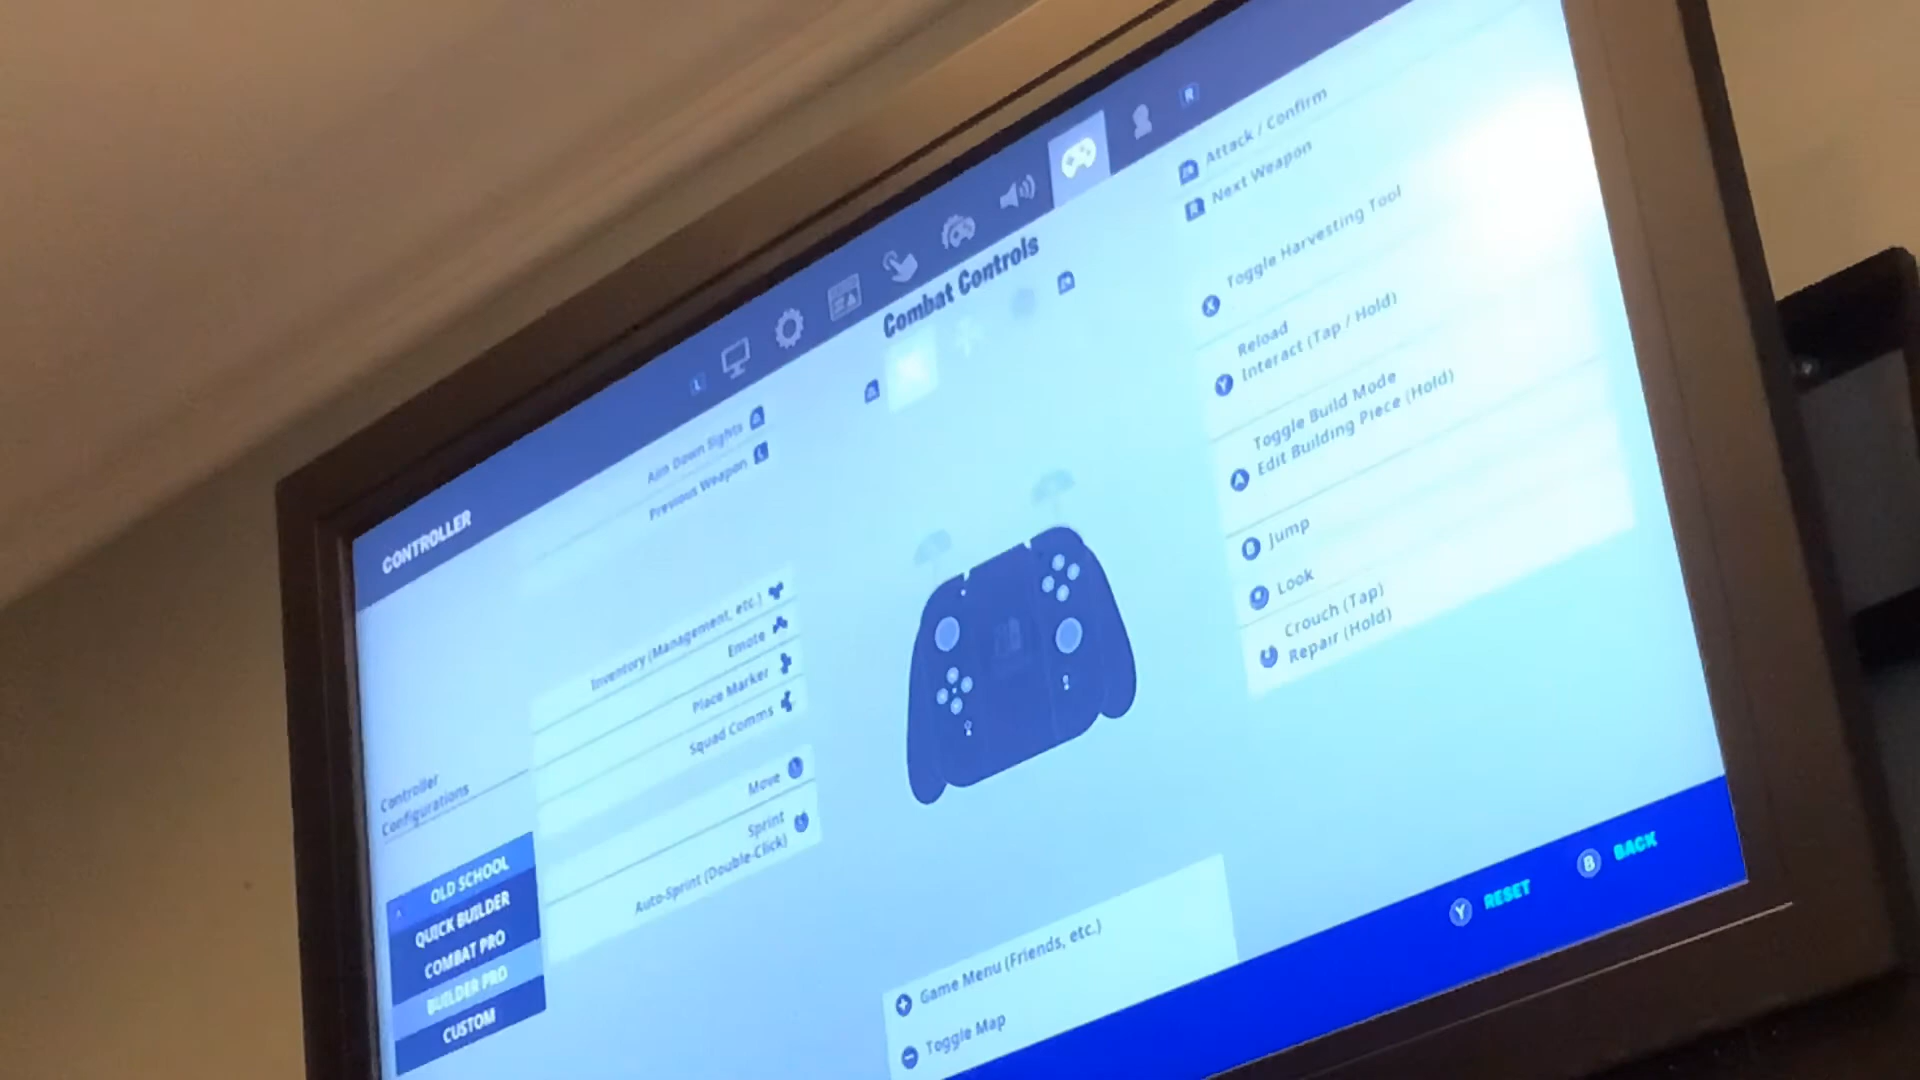 R
L
CONTROLLER
Combat Controls
Aim Down Sights
Previous Weapon L
Inventory (Management, etc.)
Emote
Place Marker
Squad Comms
Move
Sprint
Auto-Sprint (Double-Click)
Attack / Confirm
R Next Weapon
Toggle Harvesting Tool
X
Reload
Y Interact (Tap / Hold)
Toggle Build Mode
A Edit Building Piece (Hold)
B Jump
Look
Crouch (Tap)
Repair (Hold)
Controller
Configurations
OLD SCHOOL
QUICK BUILDER
COMBAT PRO
BUILDER PRO
CUSTOM
Game Menu (Friends, etc.)
Toggle Map
Y RESET
B BACK